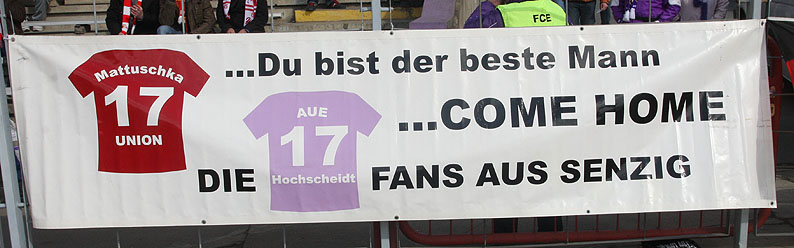 FCE
Mattuschka
17
UNION
...Du bist der beste Mann
AUE
17
Hochscheidt
...COME HOME
DIE FANS AUS SENZIG